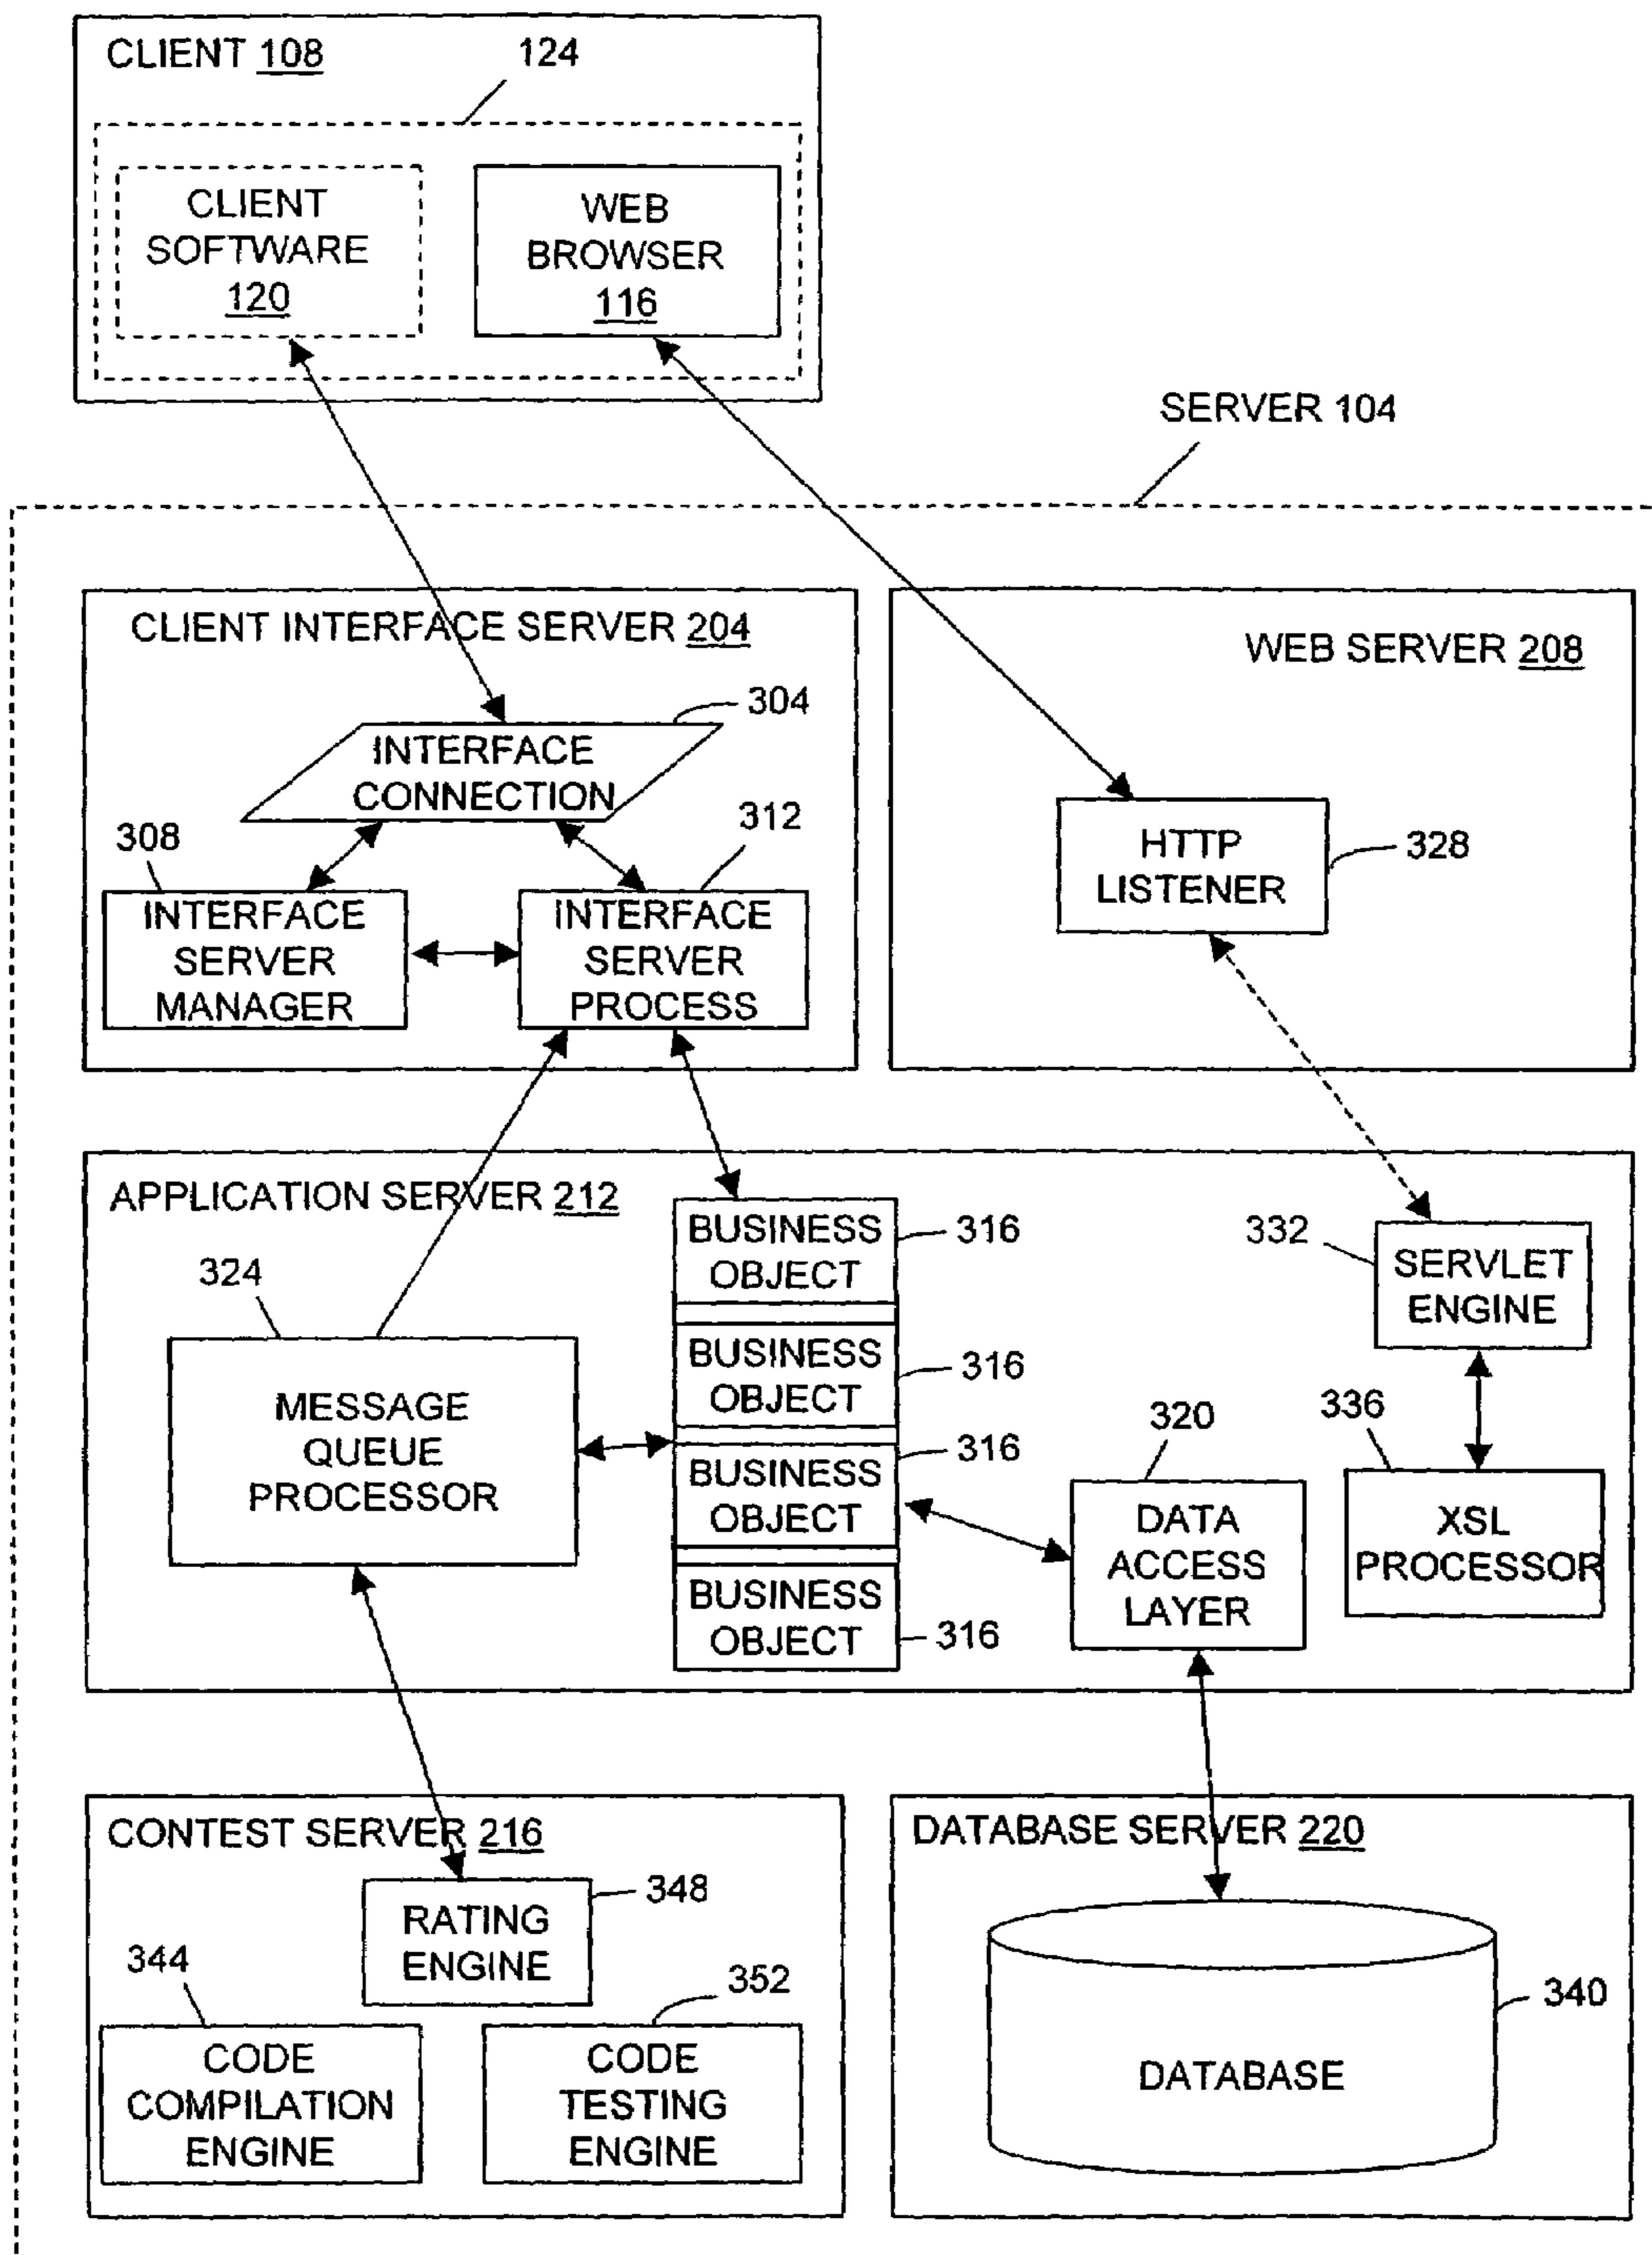 CLIENT 108
124
CLIENT
SOFTWARE
120
WEB
BROWSER
116
SERVER 104
CLIENT INTERFACE SERVER 204
WEB SERVER 208
304
INTERFACE
CONNECTION
308
312
INTERFACE
SERVER
MANAGER
INTERFACE
SERVER
PROCESS
HTTP
LISTENER
328
APPLICATION SERVER 212
324
MESSAGE
QUEUE
PROCESSOR
BUSINESS
OBJECT
316
BUSINESS
OBJECT
316
BUSINESS
OBJECT
316
BUSINESS
OBJECT
316
320
DATA
ACCESS
LAYER
332
SERVLET
ENGINE
336
XSL
PROCESSOR
CONTEST SERVER 216
348
RATING
ENGINE
344
CODE
COMPILATION
ENGINE
352
CODE
TESTING
ENGINE
DATABASE SERVER 220
340
DATABASE